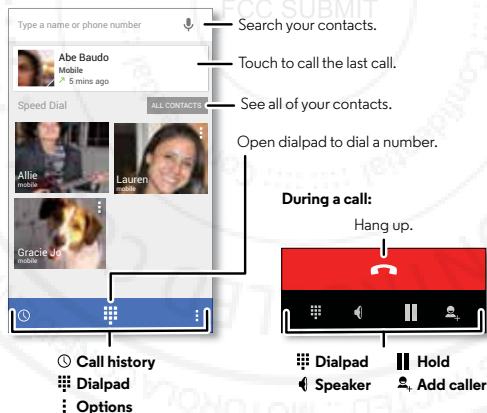 FCC SUBMIT
Type a name or phone number
Search your contacts.
Abe Baudo
Mobile
5 mins ago
Touch to call the last call.
Speed Dial
ALL CONTACTS
See all of your contacts.
Open dialpad to dial a number.
Allie
mobile
Lauren
mobile
Gracie Jo
mobile
During a call:
Hang up.
Call history
Dialpad
Options
Dialpad
Hold
Speaker
Add caller